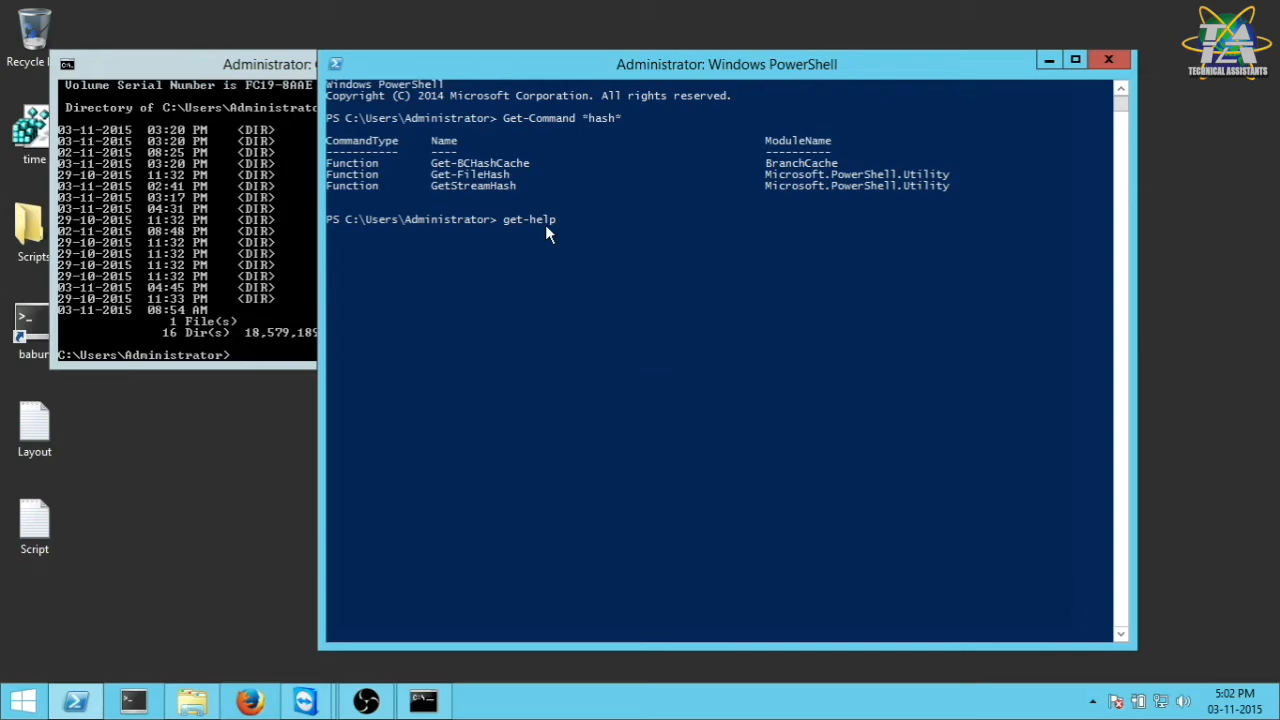 TECHNICAL ASSISTANTS
Recycle
time
Scripts
babun
Layout
Script
Administrator:
Volume Serial Number is FC19-8AAE
Directory of C:\Users\Administrato
03-11-2015 03:20 PM <DIR>
03-11-2015 03:20 PM <DIR>
02-11-2015 08:25 PM <DIR>
03-11-2015 03:20 PM <DIR>
29-10-2015 11:32 PM <DIR>
03-11-2015 02:41 PM <DIR>
03-11-2015 03:17 PM <DIR>
03-11-2015 04:31 PM <DIR>
29-10-2015 11:32 PM <DIR>
02-11-2015 08:48 PM <DIR>
29-10-2015 11:32 PM <DIR>
29-10-2015 11:32 PM <DIR>
29-10-2015 11:32 PM <DIR>
29-10-2015 11:32 PM <DIR>
03-11-2015 04:45 PM <DIR>
29-10-2015 11:33 PM <DIR>
03-11-2015 08:54 AM
1 File(s)
16 Dir(s) 18,579,189
C:\Users\Administrator>
Administrator: Windows PowerShell
Windows PowerShell
Copyright (C) 2014 Microsoft Corporation. All rights reserved.
PS C:\Users\Administrator> Get-Command *hash*
CommandType Name ModuleName
----------- ---- ----------
Function Get-BCHashCache BranchCache
Function Get-FileHash Microsoft.PowerShell.Utility
Function GetStreamHash Microsoft.PowerShell.Utility
PS C:\Users\Administrator> get-help
5:02 PM
03-11-2015